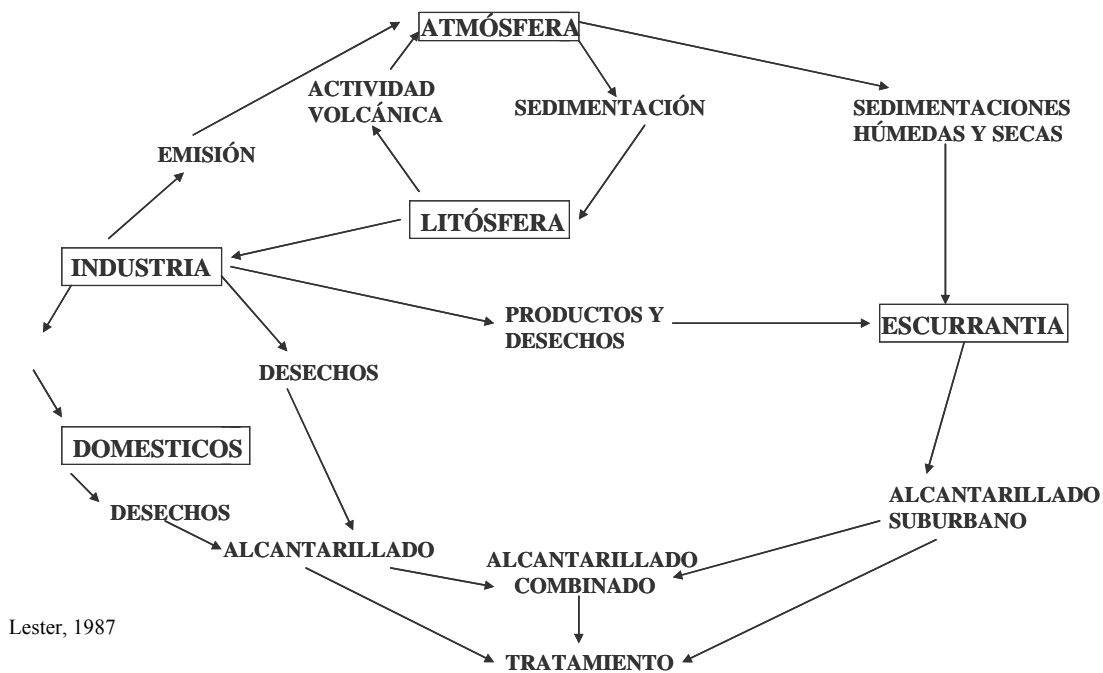 ATMÓSFERA
ACTIVIDAD
VOLCÁNICA
SEDIMENTACIÓN
SEDIMENTACIONES
HÚMEDAS Y SECAS
EMISIÓN
LITÓSFERA
INDUSTRIA
PRODUCTOS Y
DESECHOS
ESCURRANTIA
DESECHOS
DOMESTICOS
DESECHOS
ALCANTARILLADO
SUBURBANO
ALCANTARILLADO
ALCANTARILLADO
COMBINADO
Lester, 1987
TRATAMIENTO